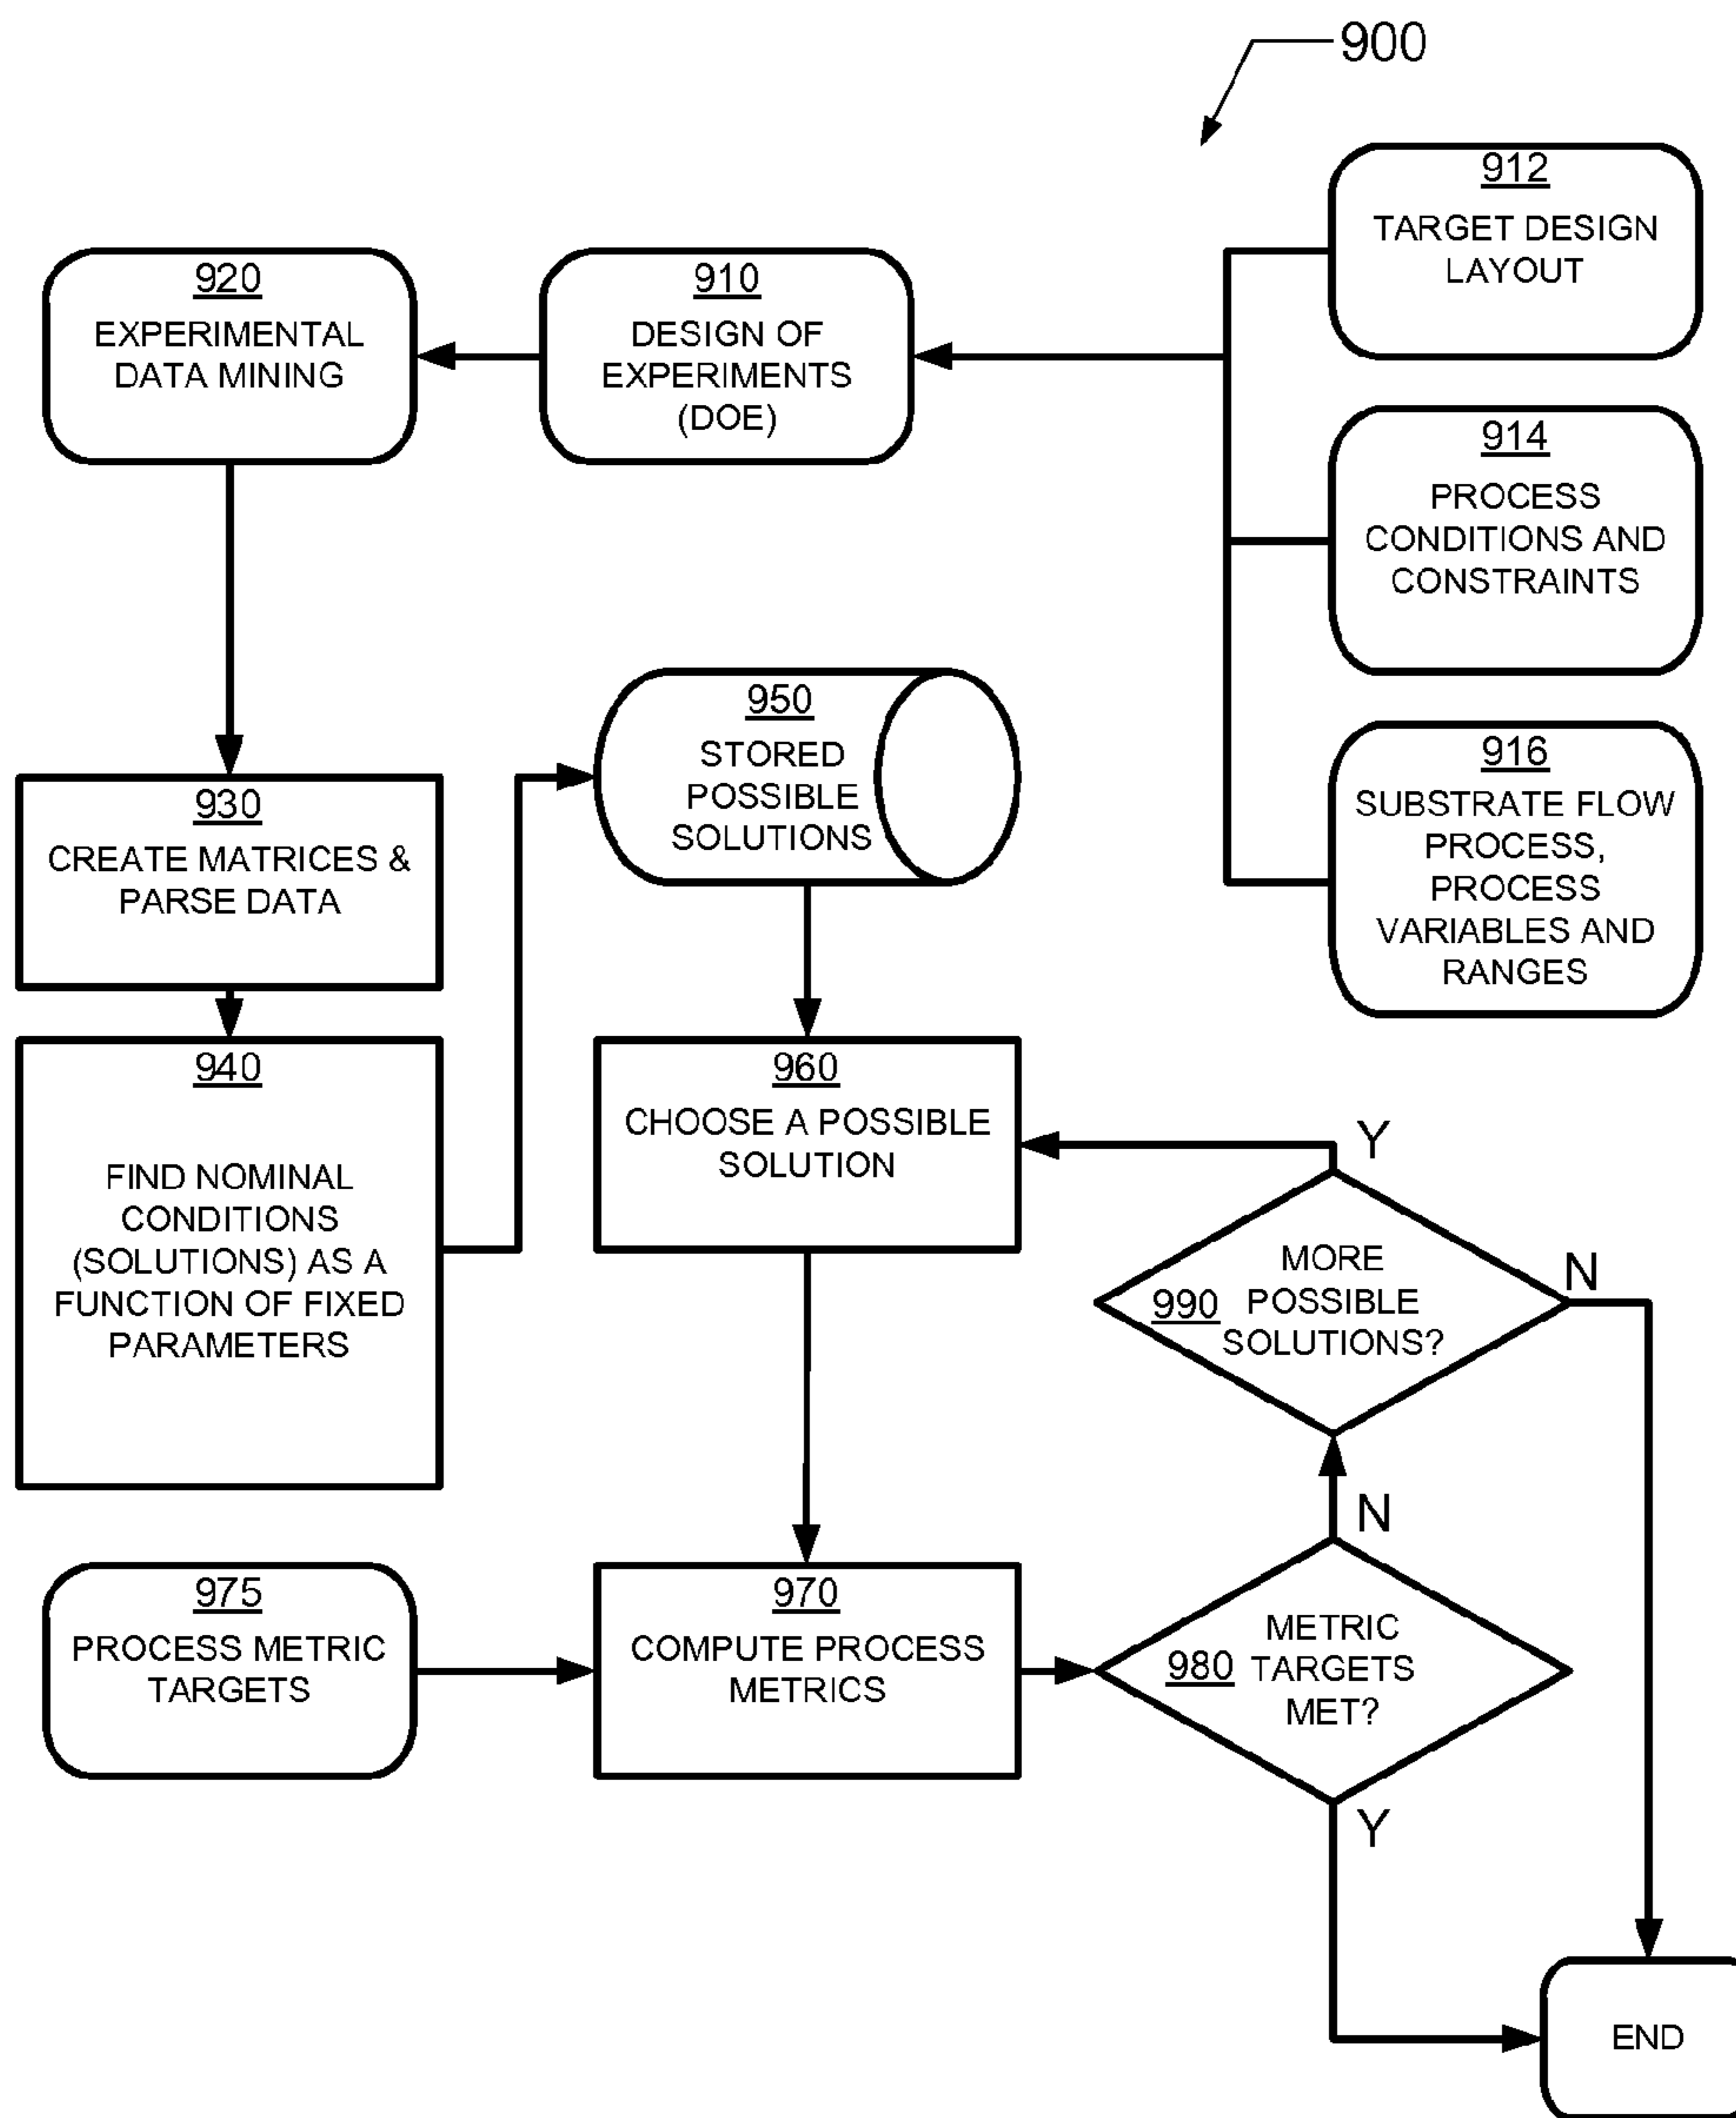 900
912
TARGET DESIGN
LAYOUT
920
EXPERIMENTAL
DATA MINING
910
DESIGN OF
EXPERIMENTS
(DOE)
914
PROCESS
CONDITIONS AND
CONSTRAINTS
950
STORED
POSSIBLE
SOLUTIONS
916
SUBSTRATE FLOW
PROCESS,
PROCESS
VARIABLES AND
RANGES
930
CREATE MATRICES &
PARSE DATA
940
FIND NOMINAL
CONDITIONS
(SOLUTIONS) AS A
FUNCTION OF FIXED
PARAMETERS
960
CHOOSE A POSSIBLE
SOLUTION
Y
N
990
MORE
POSSIBLE
SOLUTIONS?
N
975
PROCESS METRIC
TARGETS
970
COMPUTE PROCESS
METRICS
980
METRIC
TARGETS
MET?
Y
END